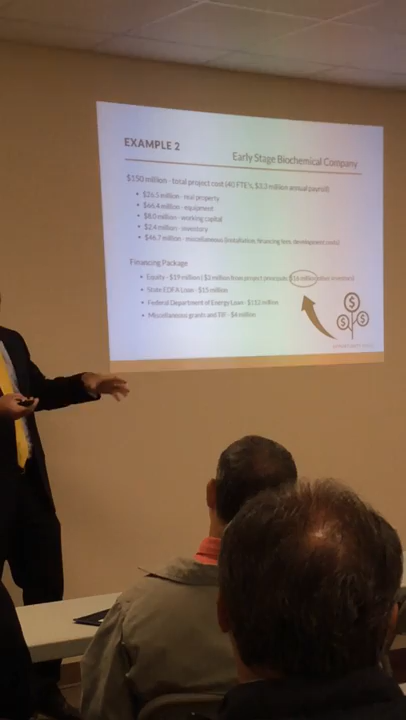 EXAMPLE 2
Early Stage Biochemical Company
$150 million - total project cost (40 FTE's, $3.3 million annual payroll)
• $26.5 million - real property
• $66.4 million - equipment
• $8.0 million - working capital
• $2.4 million - inventory
• $46.7 million - miscellaneous (installation, financing fees, development costs)
Financing Package
• Equity - $19 million ( $3 million from project principals, $16 million other investors)
• State EDFA Loan - $15 million
• Federal Department of Energy Loan - $112 million
• Miscellaneous grants and TIF - $4 million
$
$ $